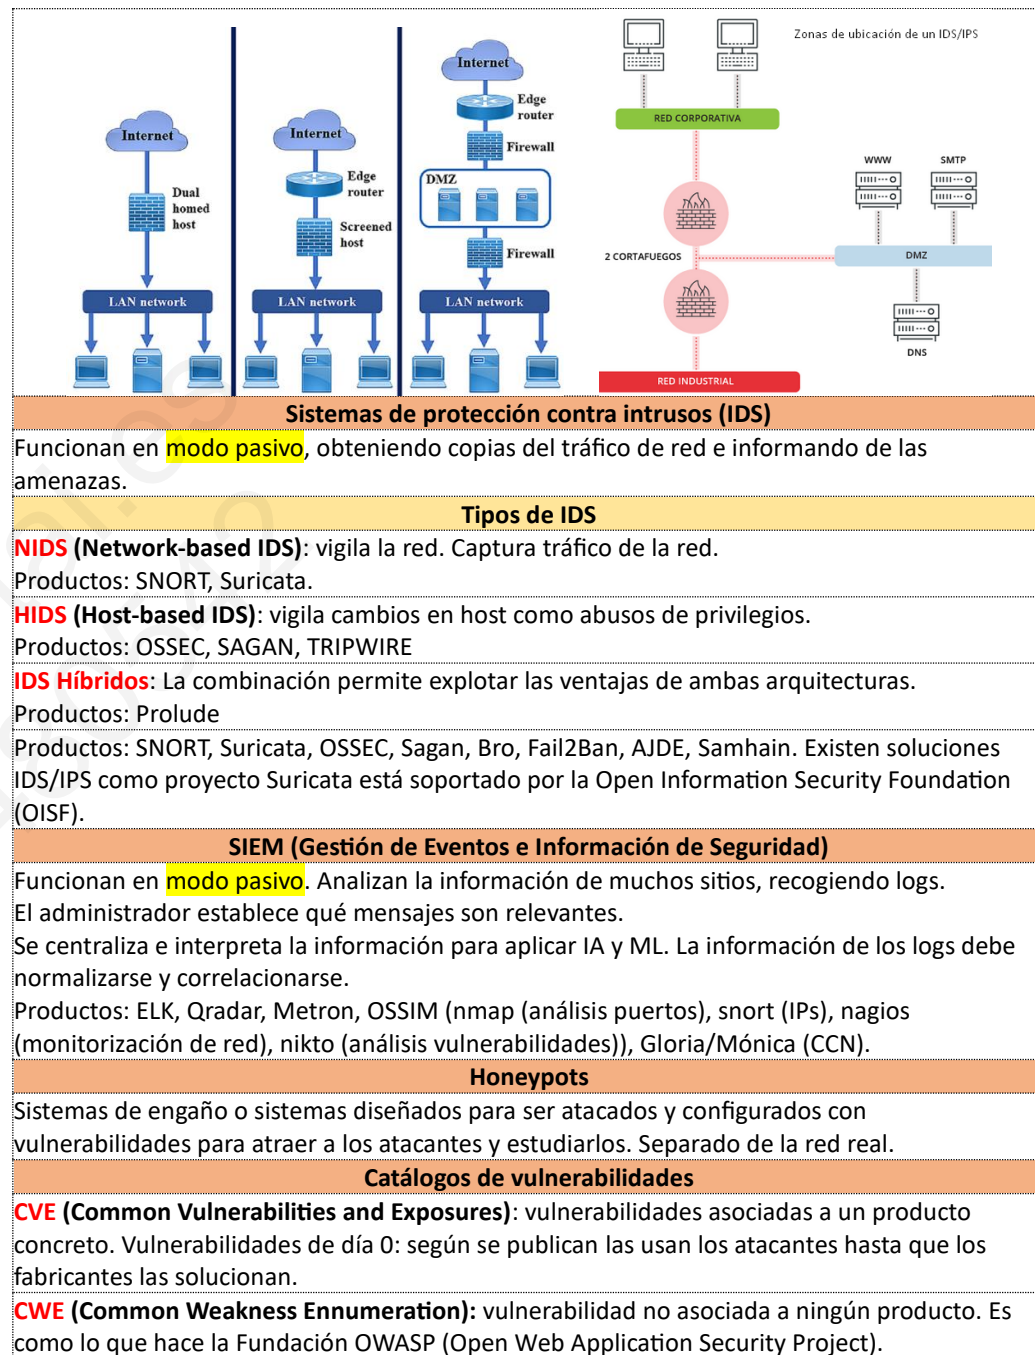 Internet
Dual
homed
host
LAN network
Internet
Edge
router
Screened
host
LAN network
Internet
Edge
router
Firewall
DMZ
Firewall
LAN network
Zonas de ubicación de un IDS/IPS
RED CORPORATIVA
WWW
SMTP
2 CORTAFUEGOS
DMZ
DNS
RED INDUSTRIAL
Sistemas de protección contra intrusos (IDS)
Funcionan en modo pasivo, obteniendo copias del tráfico de red e informando de las
amenazas.
Tipos de IDS
NIDS (Network-based IDS): vigila la red. Captura tráfico de la red.
Productos: SNORT, Suricata.
HIDS (Host-based IDS): vigila cambios en host como abusos de privilegios.
Productos: OSSEC, SAGAN, TRIPWIRE
IDS Híbridos: La combinación permite explotar las ventajas de ambas arquitecturas.
Productos: Prolude
Productos: SNORT, Suricata, OSSEC, Sagan, Bro, Fail2Ban, AJDE, Samhain. Existen soluciones
IDS/IPS como proyecto Suricata está soportado por la Open Information Security Foundation
(OISF).
SIEM (Gestión de Eventos e Información de Seguridad)
Funcionan en modo pasivo. Analizan la información de muchos sitios, recogiendo logs.
El administrador establece qué mensajes son relevantes.
Se centraliza e interpreta la información para aplicar IA y ML. La información de los logs debe
normalizarse y correlacionarse.
Productos: ELK, Qradar, Metron, OSSIM (nmap (análisis puertos), snort (IPs), nagios
(monitorización de red), nikto (análisis vulnerabilidades)), Gloria/Mónica (CCN).
Honeypots
Sistemas de engaño o sistemas diseñados para ser atacados y configurados con
vulnerabilidades para atraer a los atacantes y estudiarlos. Separado de la red real.
Catálogos de vulnerabilidades
CVE (Common Vulnerabilities and Exposures): vulnerabilidades asociadas a un producto
concreto. Vulnerabilidades de día 0: según se publican las usan los atacantes hasta que los
fabricantes las solucionan.
CWE (Common Weakness Ennumeration): vulnerabilidad no asociada a ningún producto. Es
como lo que hace la Fundación OWASP (Open Web Application Security Project).